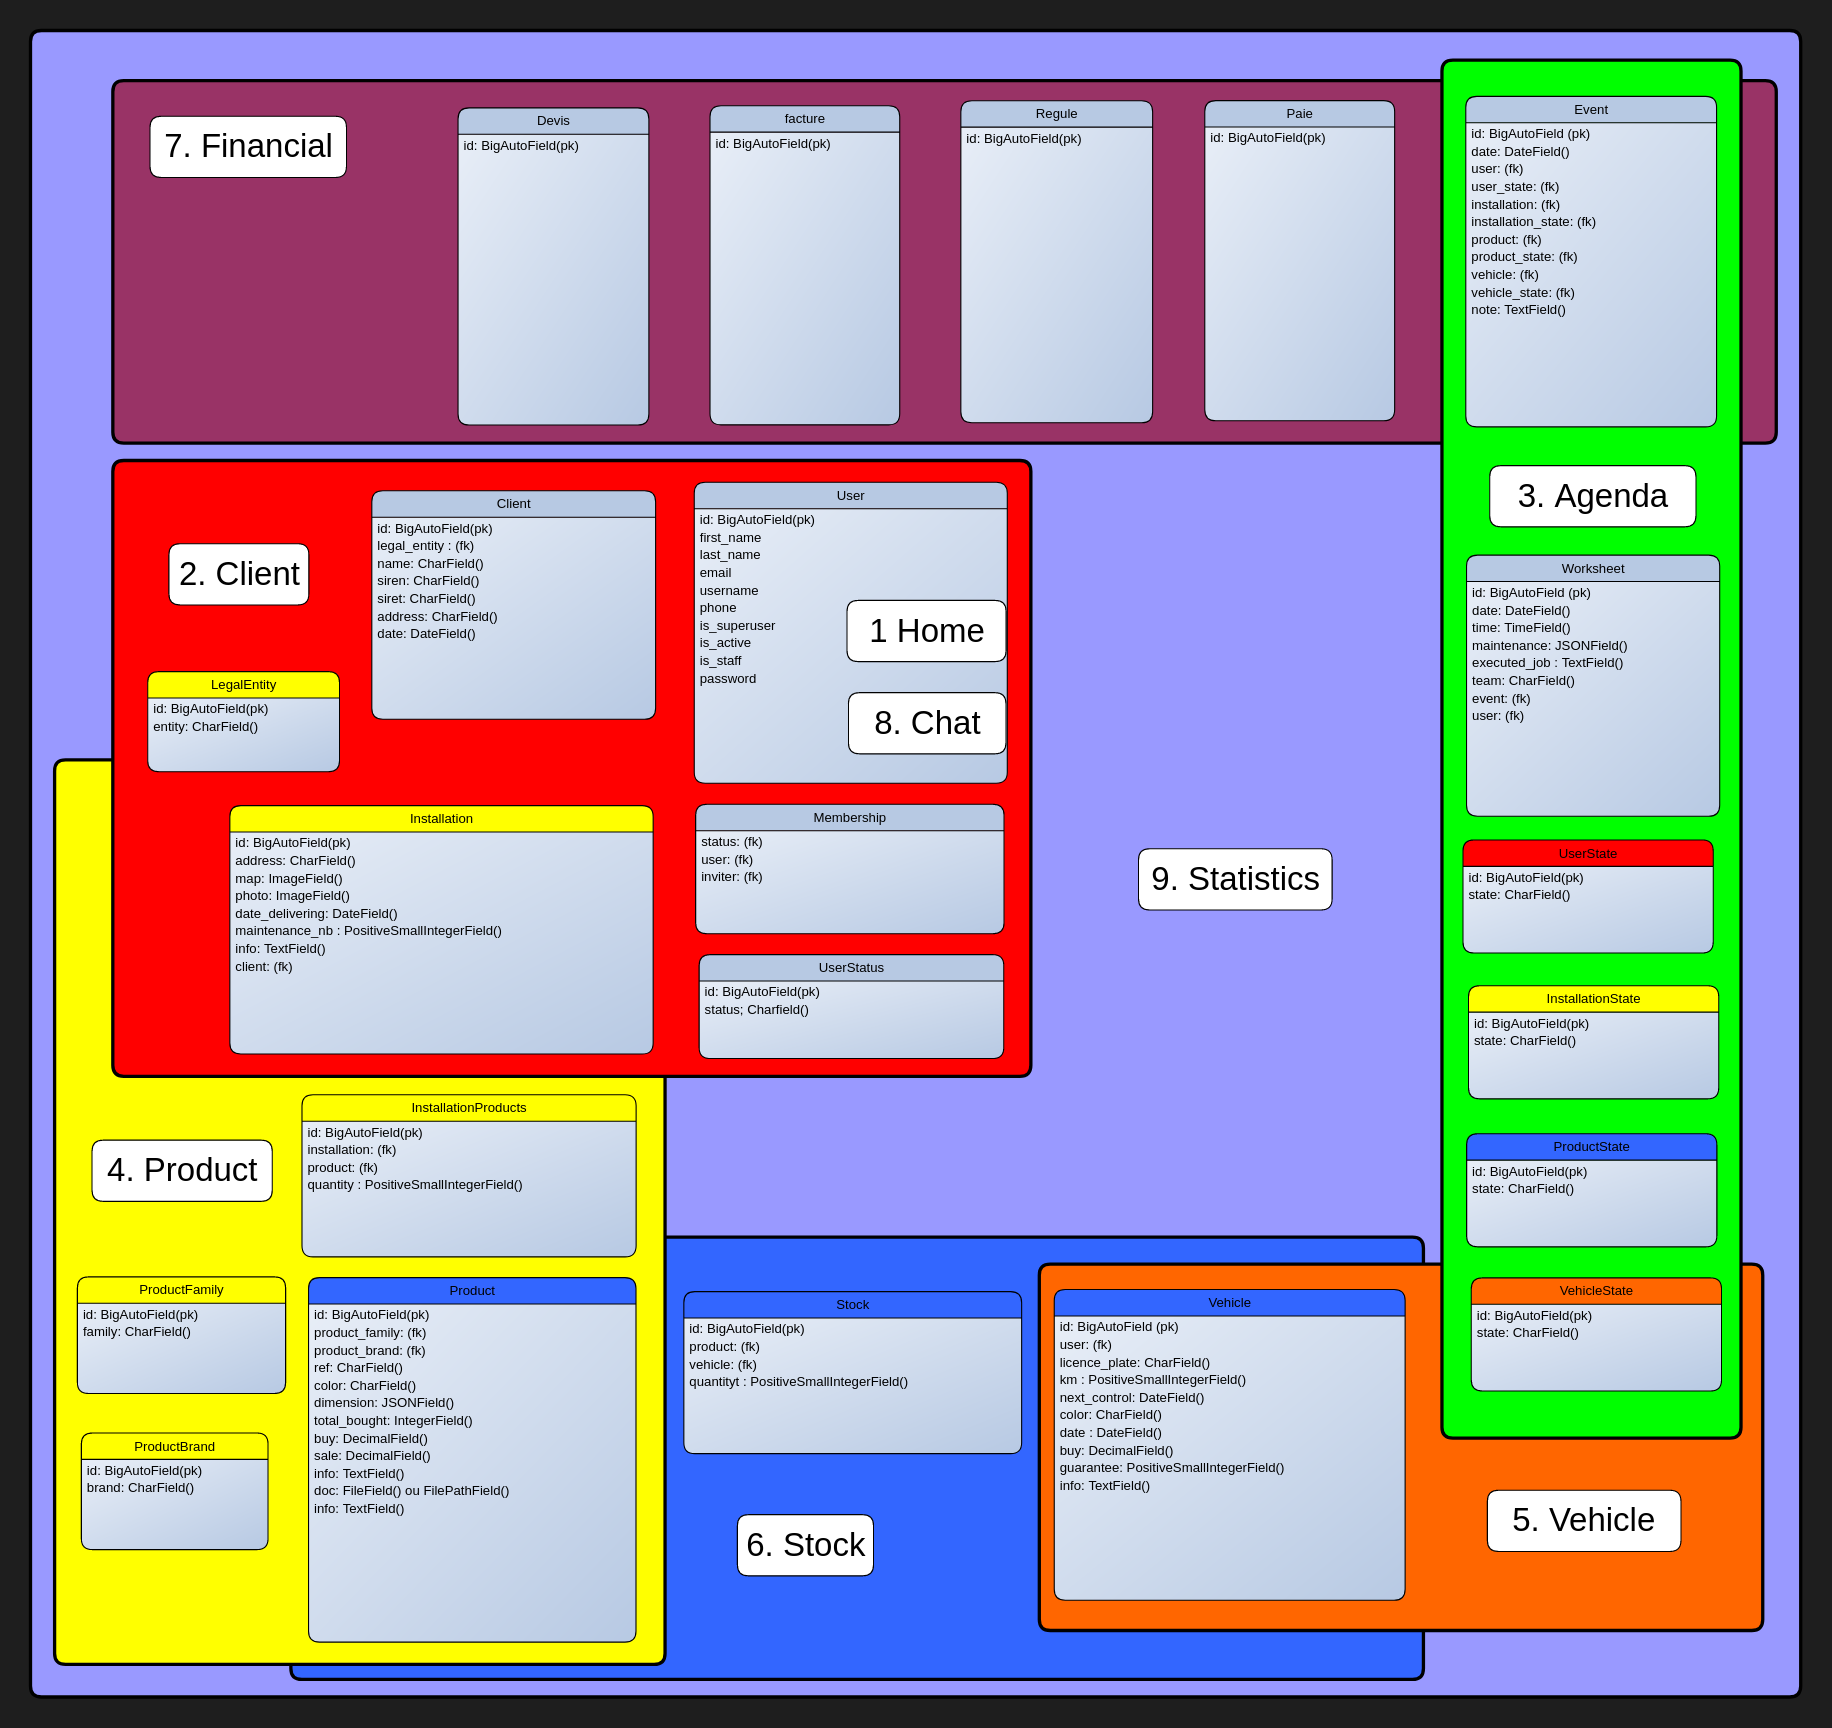 7. Financial
Devis
id: BigAutoField(pk)
facture
id: BigAutoField(pk)
Regule
id: BigAutoField(pk)
Paie
id: BigAutoField(pk)
Event
id: BigAutoField (pk)
date: DateField()
user: (fk)
user_state: (fk)
installation: (fk)
installation_state: (fk)
product: (fk)
product_state: (fk)
vehicle: (fk)
vehicle_state: (fk)
note: TextField()
3. Agenda
Worksheet
id: BigAutoField (pk)
date: DateField()
time: TimeField()
maintenance: JSONField()
executed_job : TextField()
team: CharField()
event: (fk)
user: (fk)
UserState
id: BigAutoField(pk)
state: CharField()
InstallationState
id: BigAutoField(pk)
state: CharField()
ProductState
id: BigAutoField(pk)
state: CharField()
VehicleState
id: BigAutoField(pk)
state: CharField()
2. Client
Client
id: BigAutoField(pk)
legal_entity : (fk)
name: CharField()
siren: CharField()
siret: CharField()
address: CharField()
date: DateField()
User
id: BigAutoField(pk)
first_name
last_name
email
username
phone
is_superuser
is_active
is_staff
password
1 Home
8. Chat
LegalEntity
id: BigAutoField(pk)
entity: CharField()
Installation
id: BigAutoField(pk)
address: CharField()
map: ImageField()
photo: ImageField()
date_delivering: DateField()
maintenance_nb : PositiveSmallIntegerField()
info: TextField()
client: (fk)
Membership
status: (fk)
user: (fk)
inviter: (fk)
UserStatus
id: BigAutoField(pk)
status; Charfield()
9. Statistics
4. Product
InstallationProducts
id: BigAutoField(pk)
installation: (fk)
product: (fk)
quantity : PositiveSmallIntegerField()
ProductFamily
id: BigAutoField(pk)
family: CharField()
ProductBrand
id: BigAutoField(pk)
brand: CharField()
Product
id: BigAutoField(pk)
product_family: (fk)
product_brand: (fk)
ref: CharField()
color: CharField()
dimension: JSONField()
total_bought: IntegerField()
buy: DecimalField()
sale: DecimalField()
info: TextField()
doc: FileField() ou FilePathField()
info: TextField()
Stock
id: BigAutoField(pk)
product: (fk)
vehicle: (fk)
quantityt : PositiveSmallIntegerField()
6. Stock
Vehicle
id: BigAutoField (pk)
user: (fk)
licence_plate: CharField()
km : PositiveSmallIntegerField()
next_control: DateField()
color: CharField()
date : DateField()
buy: DecimalField()
guarantee: PositiveSmallIntegerField()
info: TextField()
5. Vehicle